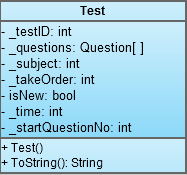 Test
- _testID: int
- _questions: Question[ ]
- _subject: int
- _takeOrder: int
- isNew: bool
- _time: int
- _startQuestionNo: int
+ Test()
+ ToString(): String